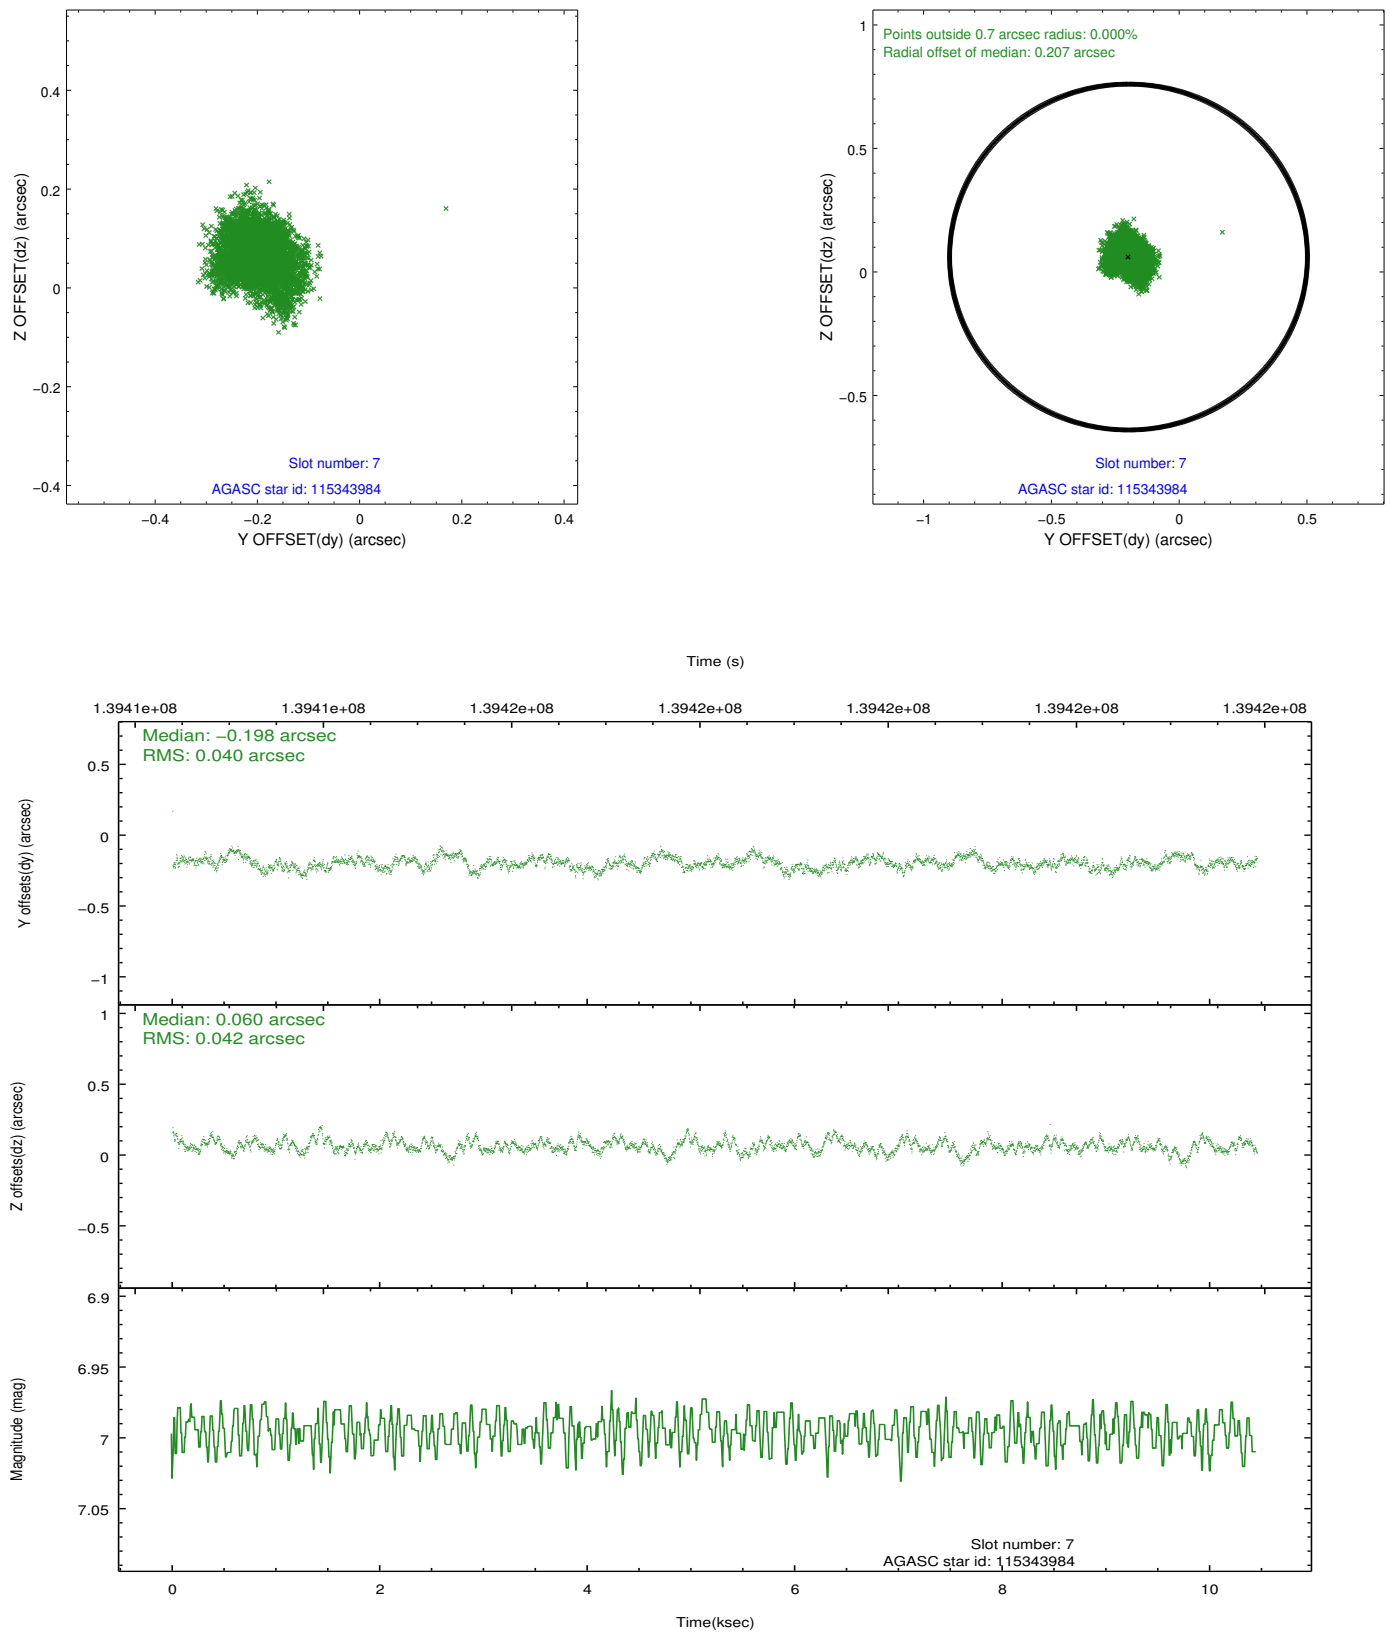 0.4
0.2
0
−0.2
−0.4
Z OFFSET(dz) (arcsec)
Slot number: 7
AGASC star id: 115343984
−0.4 −0.2 0 0.2 0.4
Y OFFSET(dy) (arcsec)
Points outside 0.7 arcsec radius: 0.000%
Radial offset of median: 0.207 arcsec
1
0.5
0
−0.5
Z OFFSET(dz) (arcsec)
Slot number: 7
AGASC star id: 115343984
−1 −0.5 0 0.5
Y OFFSET(dy) (arcsec)
Time (s)
1.3941e+08 1.3941e+08 1.3942e+08 1.3942e+08 1.3942e+08 1.3942e+08 1.3942e+08
Median: −0.198 arcsec
RMS: 0.040 arcsec
0.5
0
−0.5
−1
Y offsets(dy) (arcsec)
Median: 0.060 arcsec
RMS: 0.042 arcsec
1
0.5
0
−0.5
Z offsets(dz) (arcsec)
6.9
6.95
7
7.05
Magnitude (mag)
Slot number: 7
AGASC star id: 115343984
0 2 4 6 8 10
Time(ksec)